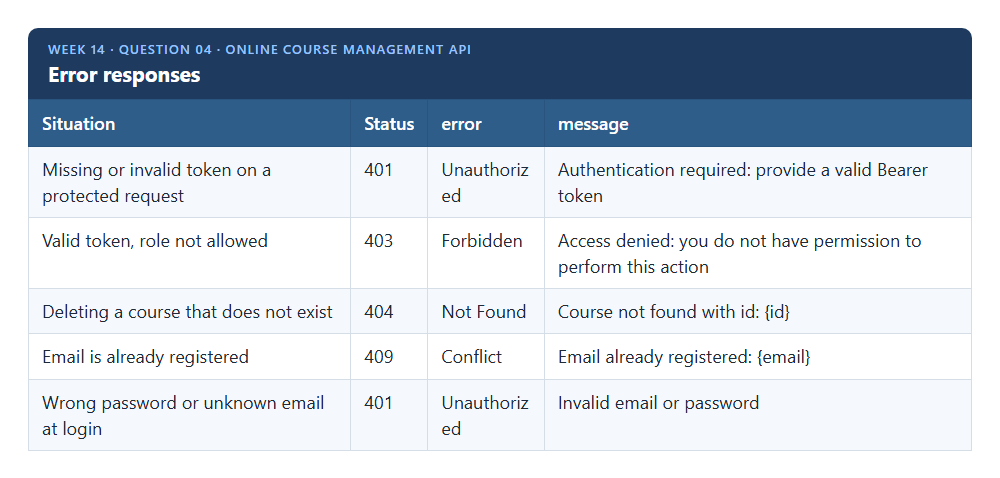 WEEK 14 · QUESTION 04 · ONLINE COURSE MANAGEMENT API
Error responses
Situation Status error message
Missing or invalid token on a 401 Unauthoriz Authentication required: provide a valid Bearer
protected request ed token
Valid token, role not allowed 403 Forbidden Access denied: you do not have permission to
perform this action
Deleting a course that does not exist 404 Not Found Course not found with id: {id}
Email is already registered 409 Conflict Email already registered: {email}
Wrong password or unknown email 401 Unauthoriz Invalid email or password
at login ed